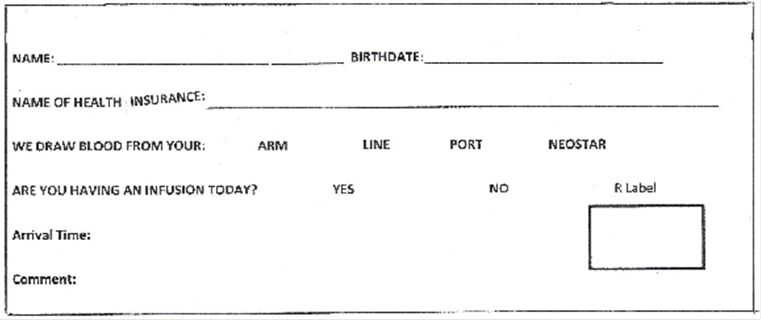 NAME: BIRTHDATE:
NAME OF HEALTH INSURANCE:
WE DRAW BLOOD FROM YOUR: ARM LINE PORT NEOSTAR
ARE YOU HAVING AN INFUSION TODAY? YES NO R Label
Arrival Time:
Comment: